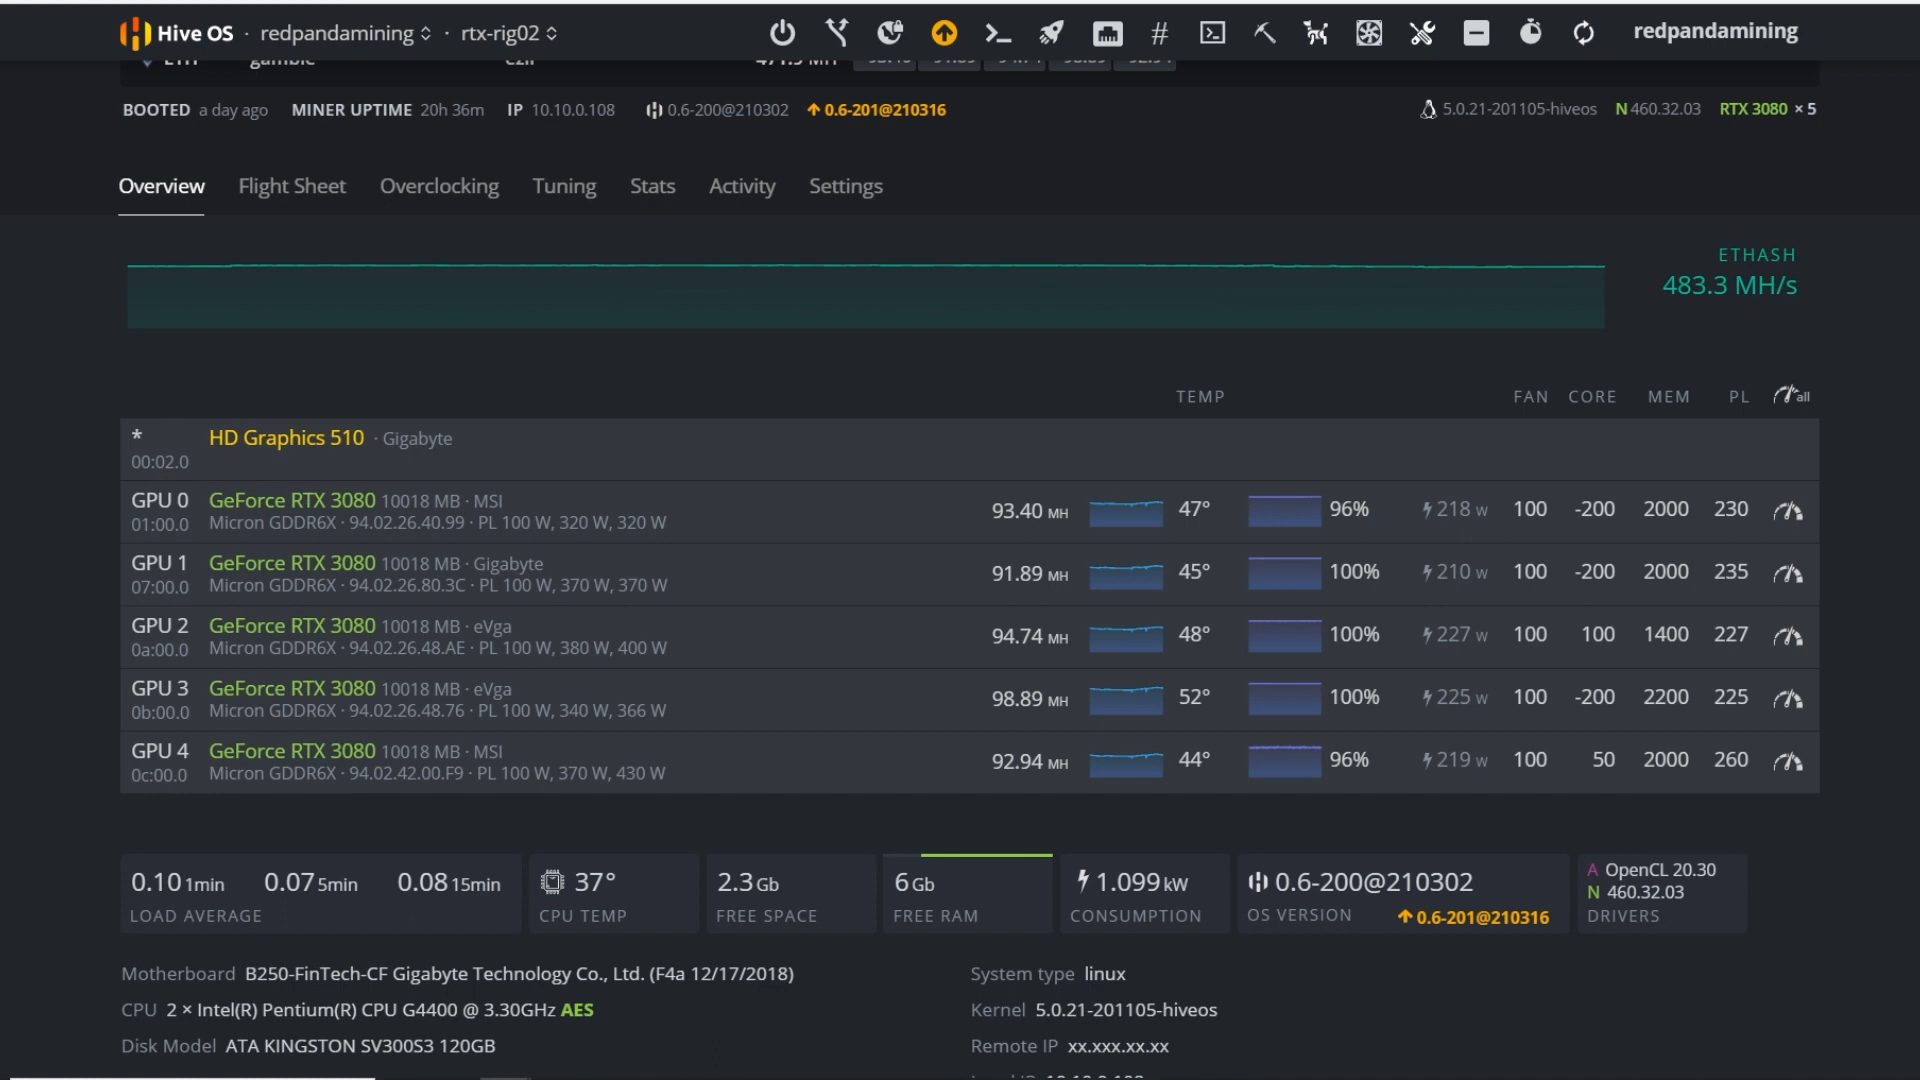 Hive OS · redpandamining · rtx-rig02
redpandamining
BOOTED a day ago MINER UPTIME 20h 36m IP 10.10.0.108 0.6-200@210302 0.6-201@210316 5.0.21-201105-hiveos N 460.32.03 RTX 3080 × 5
Overview Flight Sheet Overclocking Tuning Stats Activity Settings
ETHASH
483.3 MH/s
TEMP FAN CORE MEM PL all
* HD Graphics 510 · Gigabyte
00:02.0
GPU 0 GeForce RTX 3080 10018 MB · MSI 93.40 MH 47° 96% 218 W 100 -200 2000 230
01:00.0 Micron GDDR6X · 94.02.26.40.99 · PL 100 W, 320 W, 320 W
GPU 1 GeForce RTX 3080 10018 MB · Gigabyte 91.89 MH 45° 100% 210 W 100 -200 2000 235
07:00.0 Micron GDDR6X · 94.02.26.80.3C · PL 100 W, 370 W, 370 W
GPU 2 GeForce RTX 3080 10018 MB · eVga 94.74 MH 48° 100% 227 W 100 100 1400 227
0a:00.0 Micron GDDR6X · 94.02.26.48.AE · PL 100 W, 380 W, 400 W
GPU 3 GeForce RTX 3080 10018 MB · eVga 98.89 MH 52° 100% 225 W 100 -200 2200 225
0b:00.0 Micron GDDR6X · 94.02.26.48.76 · PL 100 W, 340 W, 366 W
GPU 4 GeForce RTX 3080 10018 MB · MSI 92.94 MH 44° 96% 219 W 100 50 2000 260
0c:00.0 Micron GDDR6X · 94.02.42.00.F9 · PL 100 W, 370 W, 430 W
0.10 1min 0.07 5min 0.08 15min
LOAD AVERAGE
37°
CPU TEMP
2.3 Gb
FREE SPACE
6 Gb
FREE RAM
1.099 kW
CONSUMPTION
0.6-200@210302
OS VERSION 0.6-201@210316
A OpenCL 20.30
N 460.32.03
DRIVERS
Motherboard B250-FinTech-CF Gigabyte Technology Co., Ltd. (F4a 12/17/2018)
CPU 2 × Intel(R) Pentium(R) CPU G4400 @ 3.30GHz AES
Disk Model ATA KINGSTON SV300S3 120GB
System type linux
Kernel 5.0.21-201105-hiveos
Remote IP xx.xxx.xx.xx